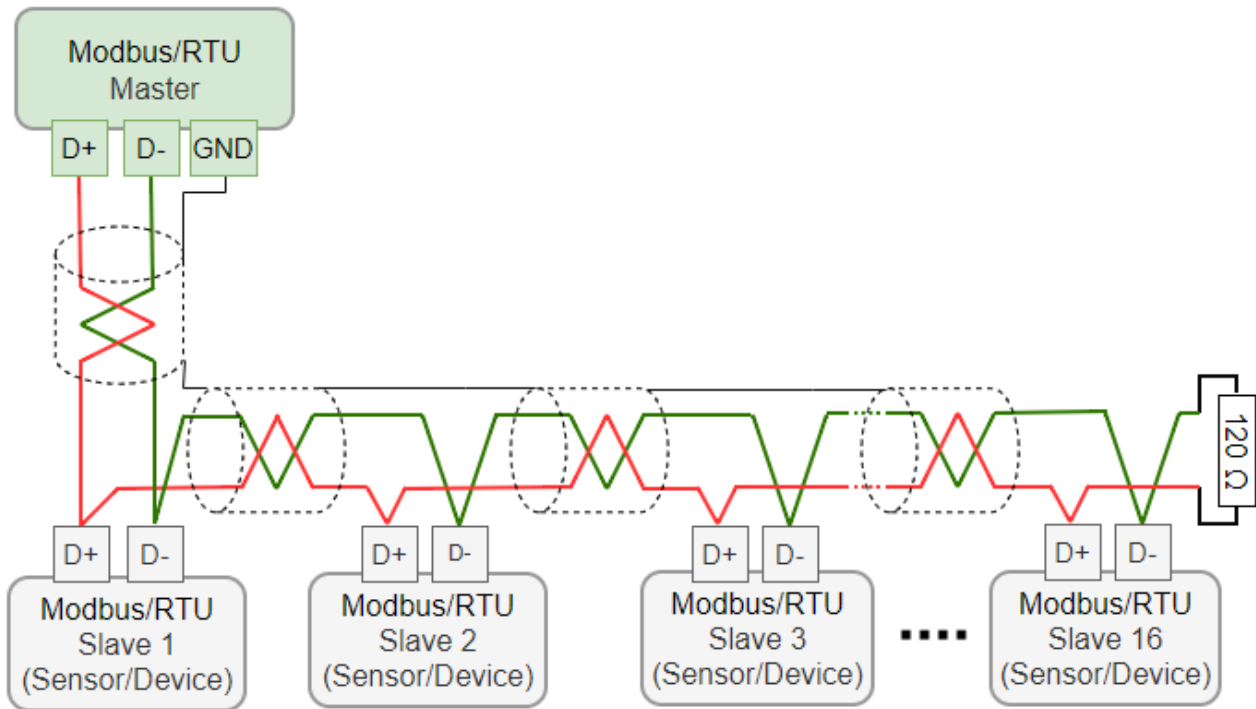 Modbus/RTU
Master
D+ D- GND
120 Ω
D+ D- D+ D- D+ D- D+ D-
Modbus/RTU
Slave 1
(Sensor/Device)
Modbus/RTU
Slave 2
(Sensor/Device)
Modbus/RTU
Slave 3
(Sensor/Device)
Modbus/RTU
Slave 16
(Sensor/Device)